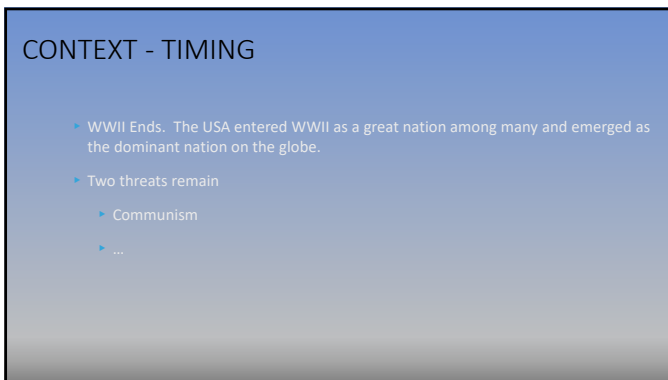 CONTEXT - TIMING
WWII Ends. The USA entered WWII as a great nation among many and emerged as
the dominant nation on the globe.
Two threats remain
Communism
...